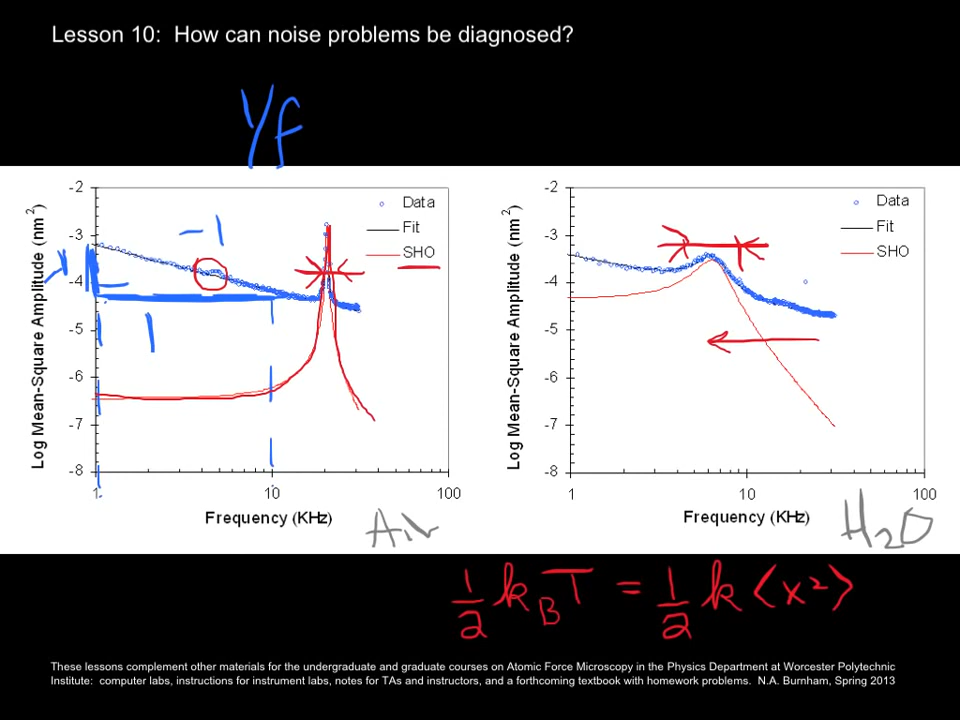 Lesson 10: How can noise problems be diagnosed?
1/f
-2
-3
-4
-5
-6
-7
-8
Log Mean-Square Amplitude (nm²)
Data
Fit
SHO
-1
1
1
10
100
Frequency (KHz)
Air
-2
-3
-4
-5
-6
-7
-8
Log Mean-Square Amplitude (nm²)
Data
Fit
SHO
1
10
100
Frequency (KHz)
H₂O
½ k_B T = ½ k ⟨x²⟩
These lessons complement other materials for the undergraduate and graduate courses on Atomic Force Microscopy in the Physics Department at Worcester Polytechnic
Institute: computer labs, instructions for instrument labs, notes for TAs and instructors, and a forthcoming textbook with homework problems. N.A. Burnham, Spring 2013